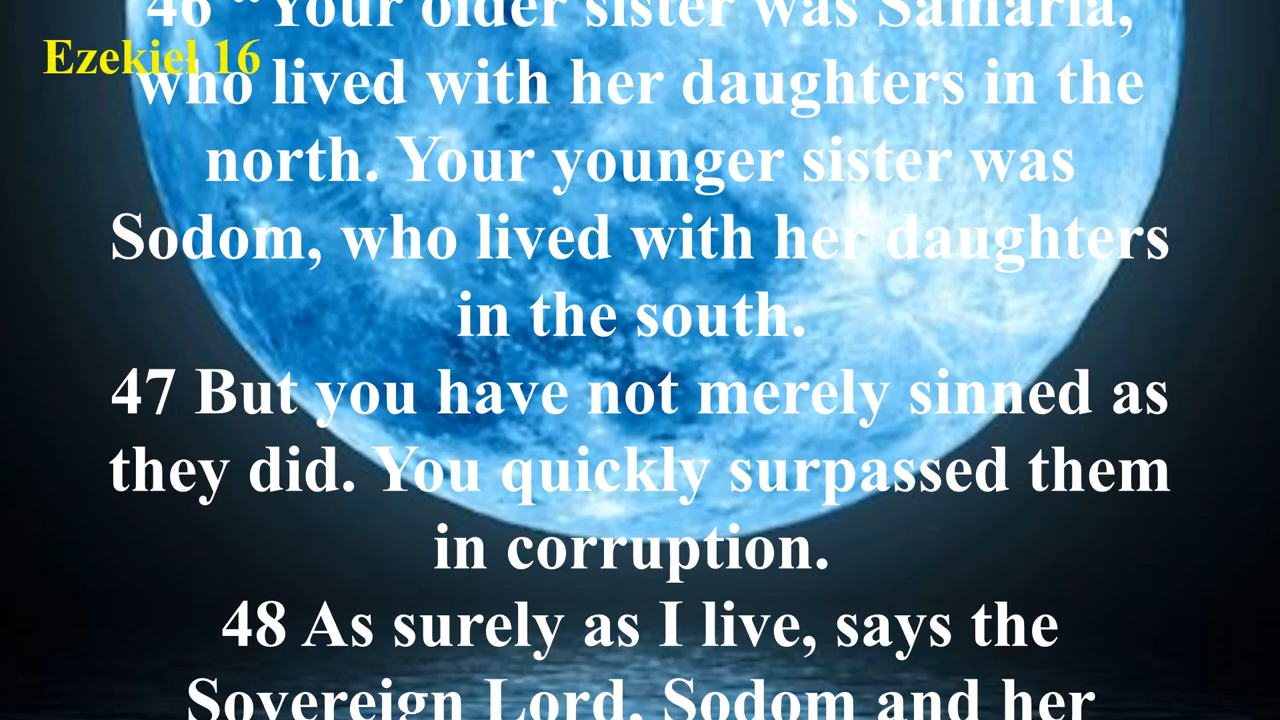 46 “Your older sister was Samaria,
Ezekiel 16
who lived with her daughters in the
north. Your younger sister was
Sodom, who lived with her daughters
in the south.
47 But you have not merely sinned as
they did. You quickly surpassed them
in corruption.
48 As surely as I live, says the
Sovereign Lord, Sodom and her